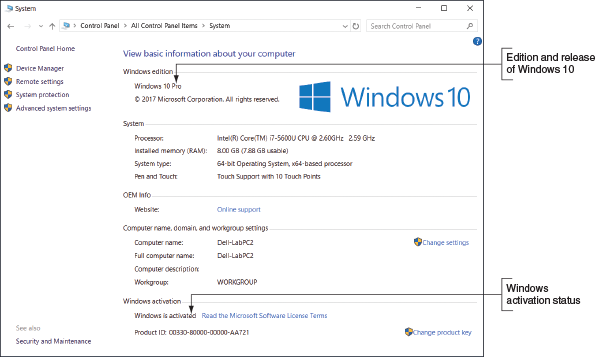 System
Control Panel > All Control Panel Items > System
Search Control Panel
Control Panel Home
Device Manager
Remote settings
System protection
Advanced system settings
See also
Security and Maintenance
View basic information about your computer
Windows edition
Windows 10 Pro
© 2017 Microsoft Corporation. All rights reserved.
Windows 10
System
Processor: Intel(R) Core(TM) i7-5600U CPU @ 2.60GHz 2.59 GHz
Installed memory (RAM): 8.00 GB (7.88 GB usable)
System type: 64-bit Operating System, x64-based processor
Pen and Touch: Touch Support with 10 Touch Points
OEM Info
Website: Online support
Computer name, domain, and workgroup settings
Computer name: Dell-LabPC2
Change settings
Full computer name: Dell-LabPC2
Computer description:
Workgroup: WORKGROUP
Windows activation
Windows is activated Read the Microsoft Software License Terms
Product ID: 00330-80000-00000-AA721
Change product key
Edition and release
of Windows 10
Windows
activation status